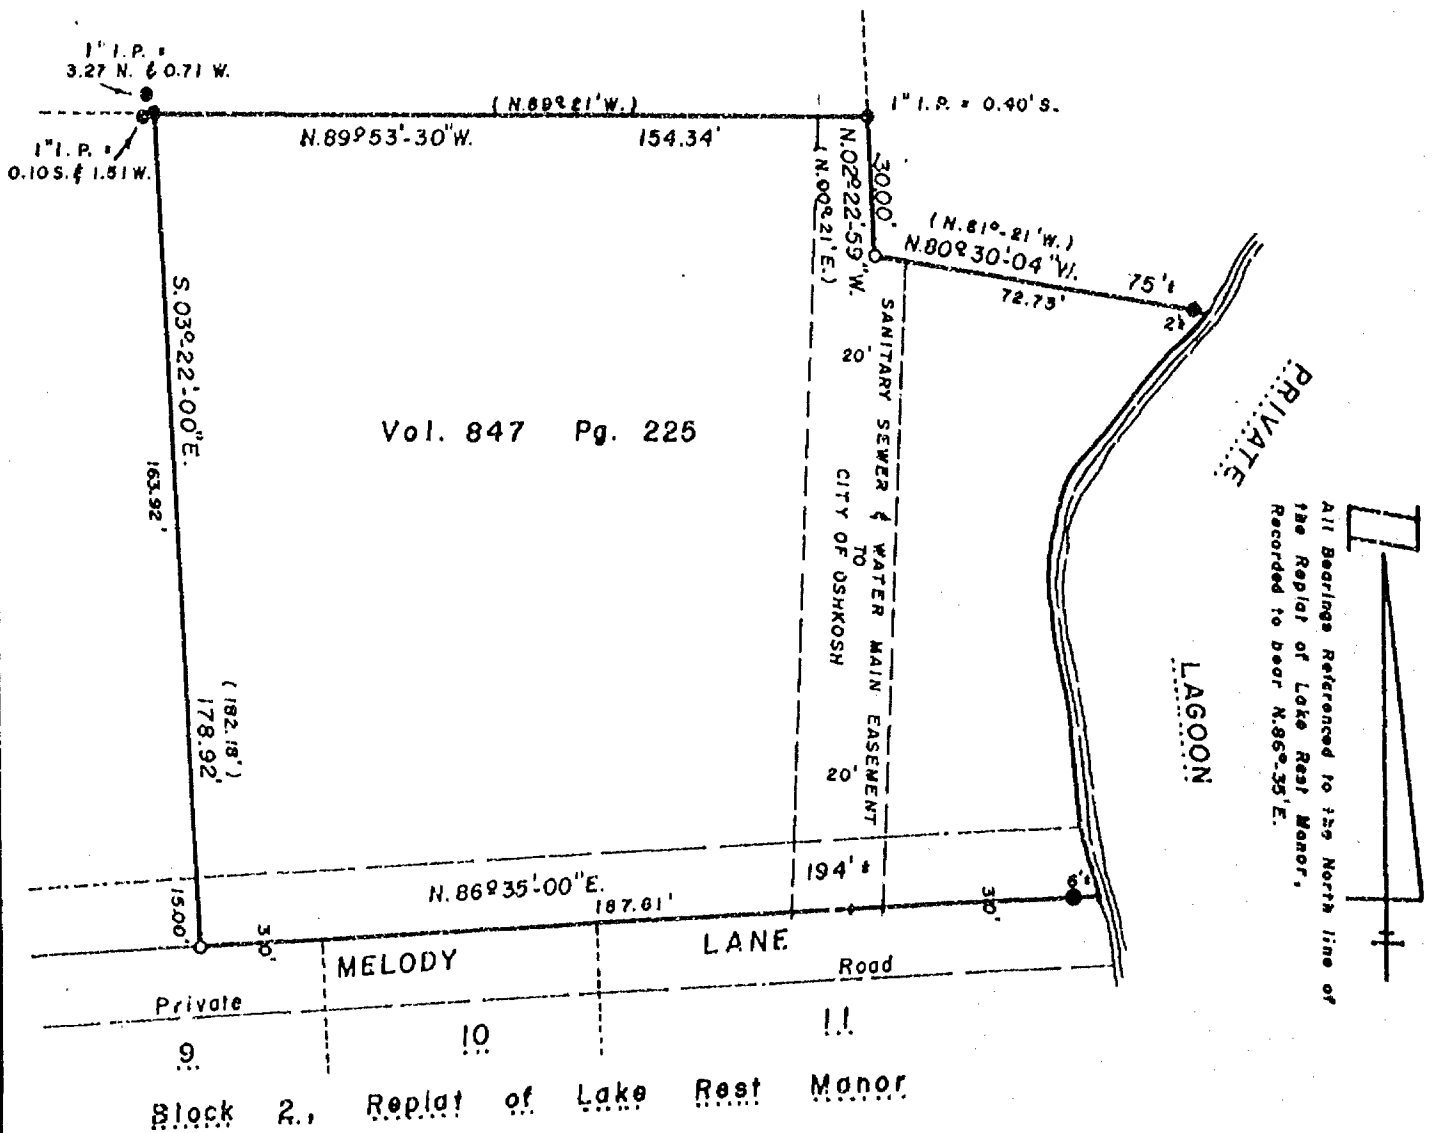 1" I.P. =
3.27 N. & 0.71 W.
1" I.P. =
0.10 S. & 1.51 W.
(N.89°21'W.)
N.89°53'-30"W. 154.34'
1" I.P. = 0.40' S.
30.00'
N.02°22'-59"W.
(N.00°21'E.)
(N.81°-21'W.)
N.80°30'-04"W. 75'±
72.73'
2'±
S.03°-22'-00"E.
163.92'
(182.18')
178.92'
15.00'
Vol. 847 Pg. 225
20'
SANITARY SEWER & WATER MAIN EASEMENT
TO
CITY OF OSHKOSH
20'
PRIVATE
LAGOON
All Bearings Referenced to the North line of
the Replat of Lake Rest Manor,
Recorded to bear N.86°-35'E.
194'±
6'±
N.86°35'-00"E.
187.61'
30'
30'
MELODY LANE
Private Road
9 10 11
Block 2., Replat of Lake Rest Manor